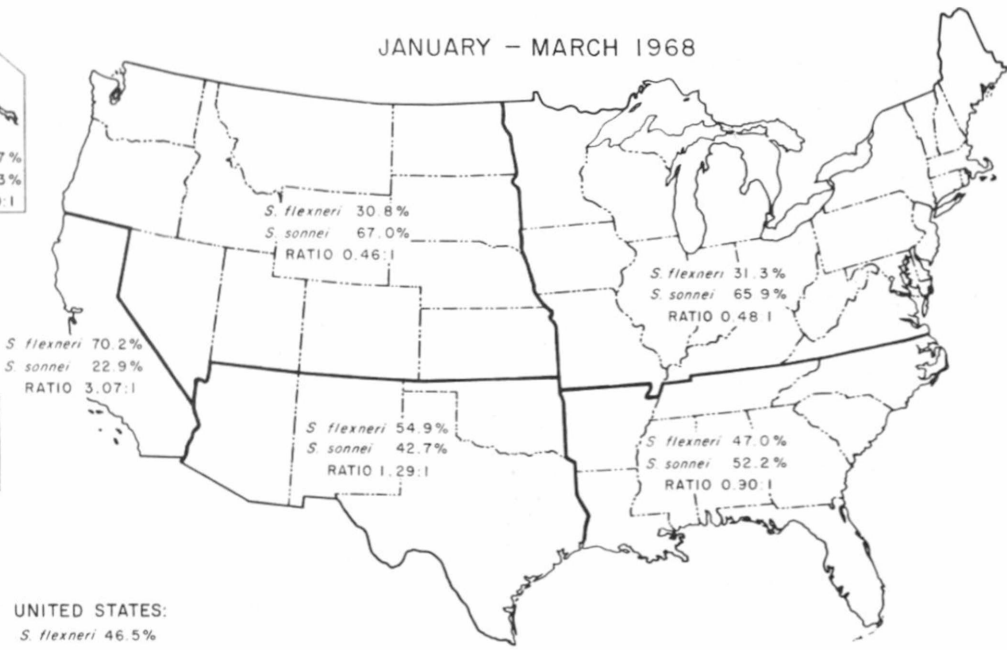 JANUARY – MARCH 1968
7%
3%
:1
S. flexneri 30.8%
S. sonnei 67.0%
RATIO 0.46:1
S. flexneri 31.3%
S. sonnei 65.9%
RATIO 0.48:1
S flexneri 70.2%
S. sonnei 22.9%
RATIO 3.07:1
S flexneri 54.9%
S. sonnei 42.7%
RATIO 1.29:1
S flexneri 47.0%
S. sonnei 52.2%
RATIO 0.90:1
UNITED STATES:
S. flexneri 46.5%